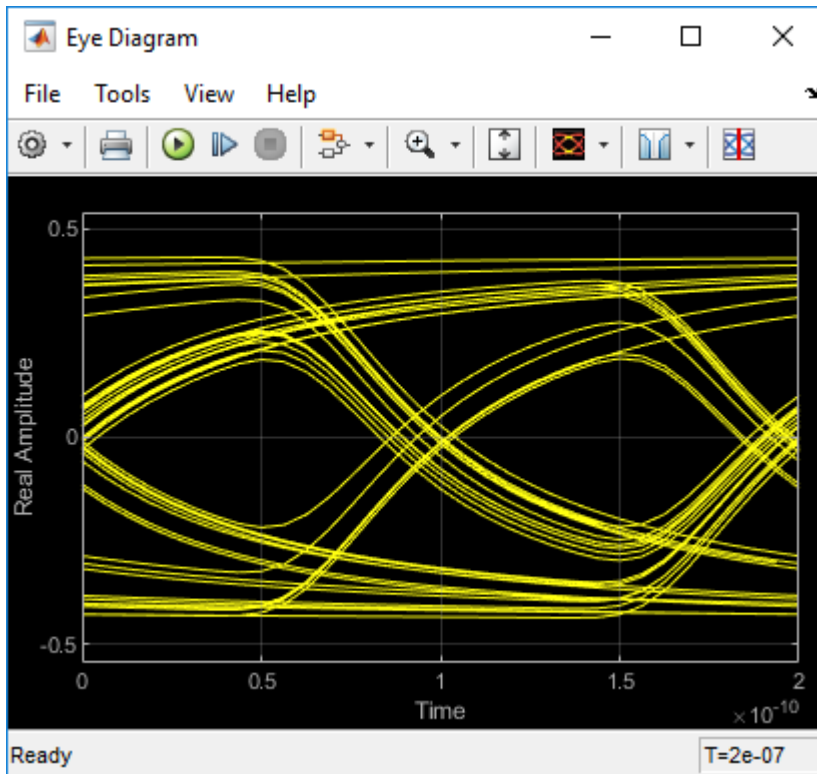 Eye Diagram
File Tools View Help
0.5
0
-0.5
Real Amplitude
0 0.5 1 1.5 2
Time
×10⁻¹⁰
Ready T=2e-07